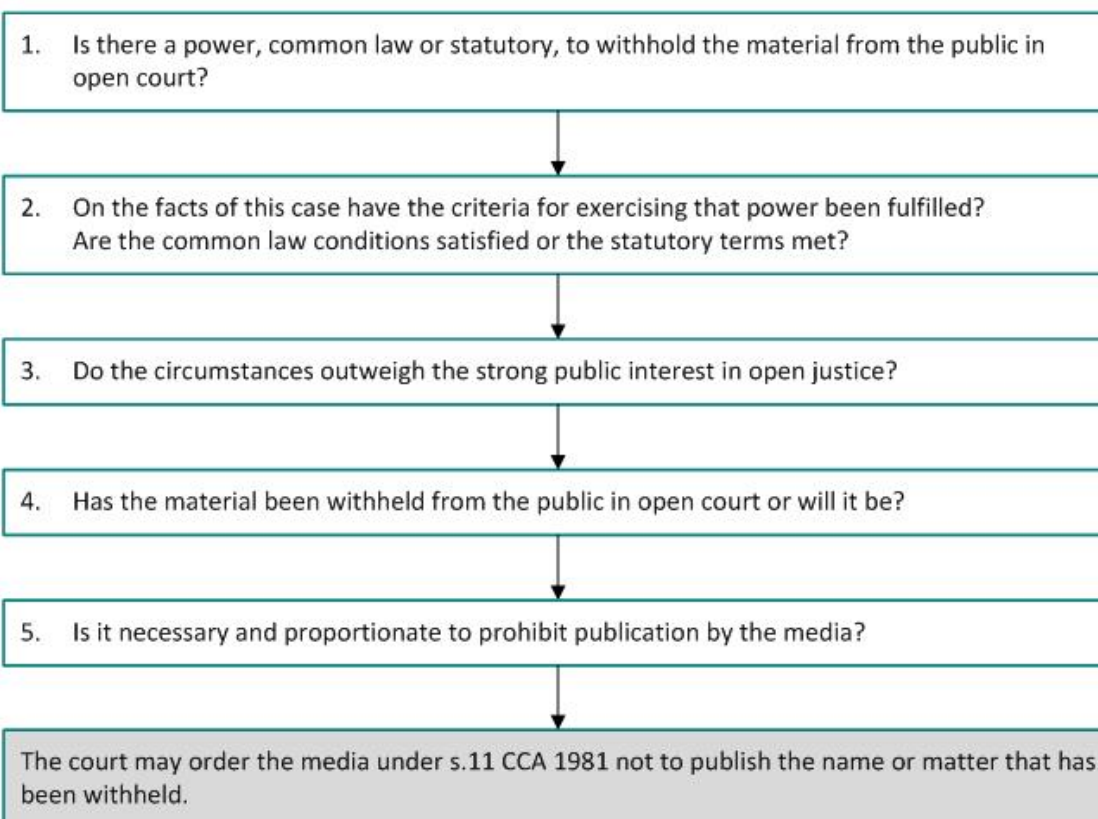 1. Is there a power, common law or statutory, to withhold the material from the public in
open court?
2. On the facts of this case have the criteria for exercising that power been fulfilled?
Are the common law conditions satisfied or the statutory terms met?
3. Do the circumstances outweigh the strong public interest in open justice?
4. Has the material been withheld from the public in open court or will it be?
5. Is it necessary and proportionate to prohibit publication by the media?
The court may order the media under s.11 CCA 1981 not to publish the name or matter that has
been withheld.